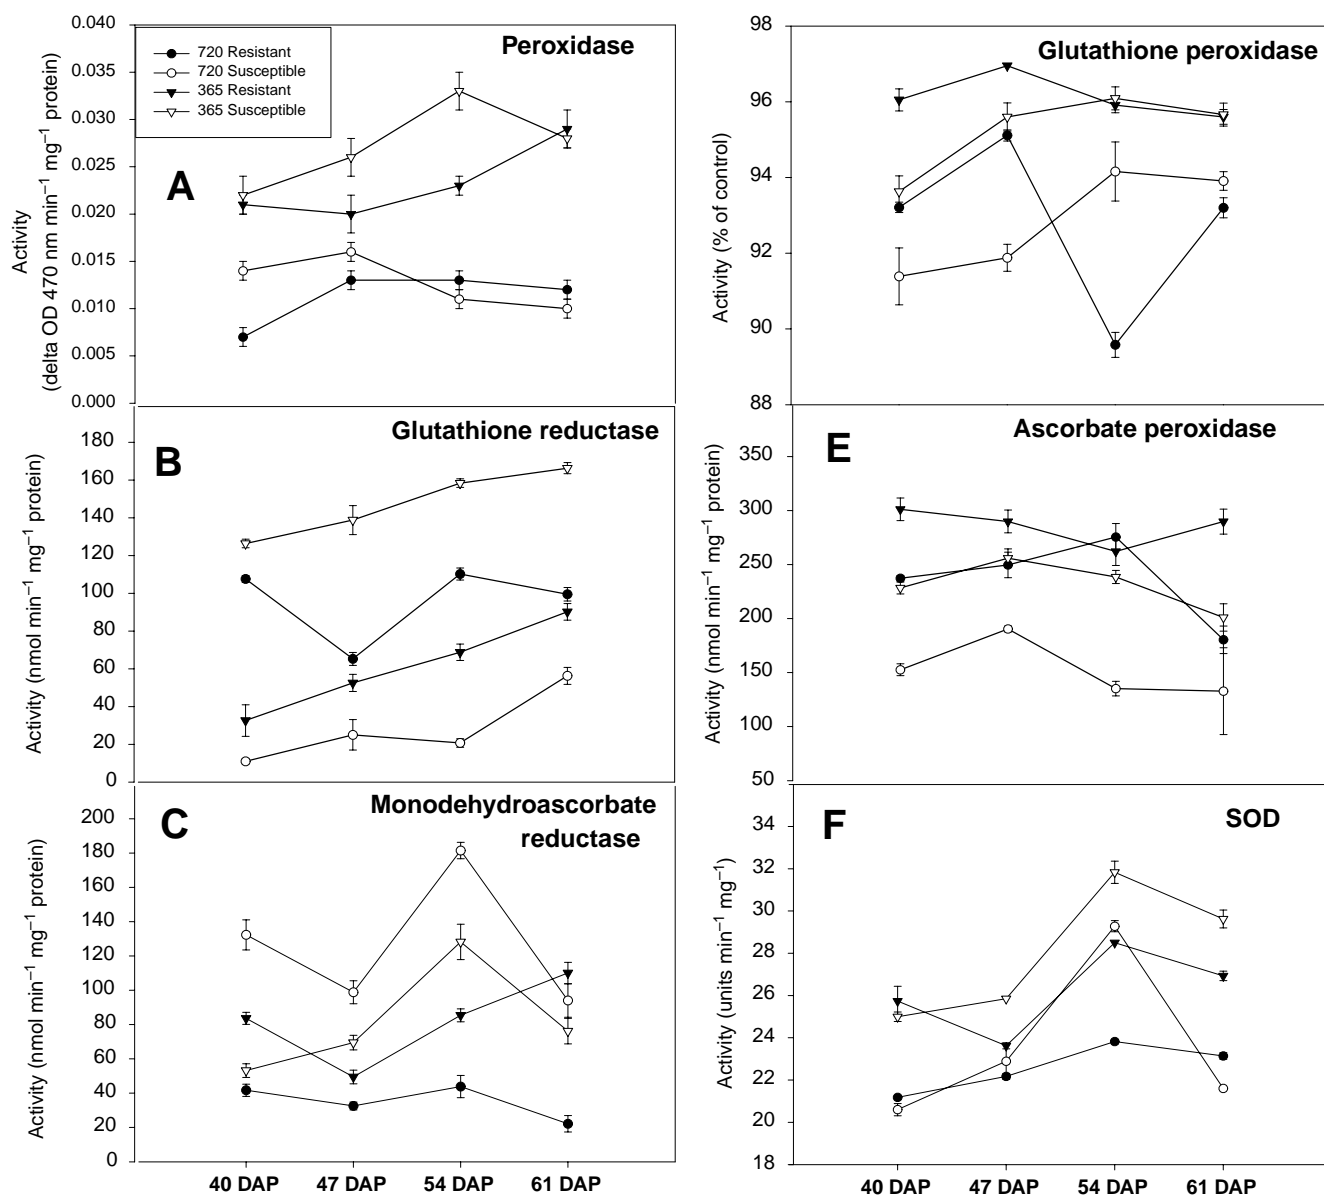 Peroxidase
720 Resistant
720 Susceptible
365 Resistant
365 Susceptible
A
0.040
0.035
0.030
0.025
0.020
0.015
0.010
0.005
0.000
Activity
(delta OD 470 nm min⁻¹ mg⁻¹ protein)
Glutathione reductase
B
180
160
140
120
100
80
60
40
20
0
Activity (nmol min⁻¹ mg⁻¹ protein)
Monodehydroascorbate
reductase
C
200
180
160
140
120
100
80
60
40
20
0
Activity (nmol min⁻¹ mg⁻¹ protein)
40 DAP 47 DAP 54 DAP 61 DAP
Glutathione peroxidase
98
96
94
92
90
88
Activity (% of control)
Ascorbate peroxidase
E
350
300
250
200
150
100
50
Activity (nmol min⁻¹ mg⁻¹ protein)
SOD
F
34
32
30
28
26
24
22
20
18
Activity (units min⁻¹ mg⁻¹)
40 DAP 47 DAP 54 DAP 61 DAP